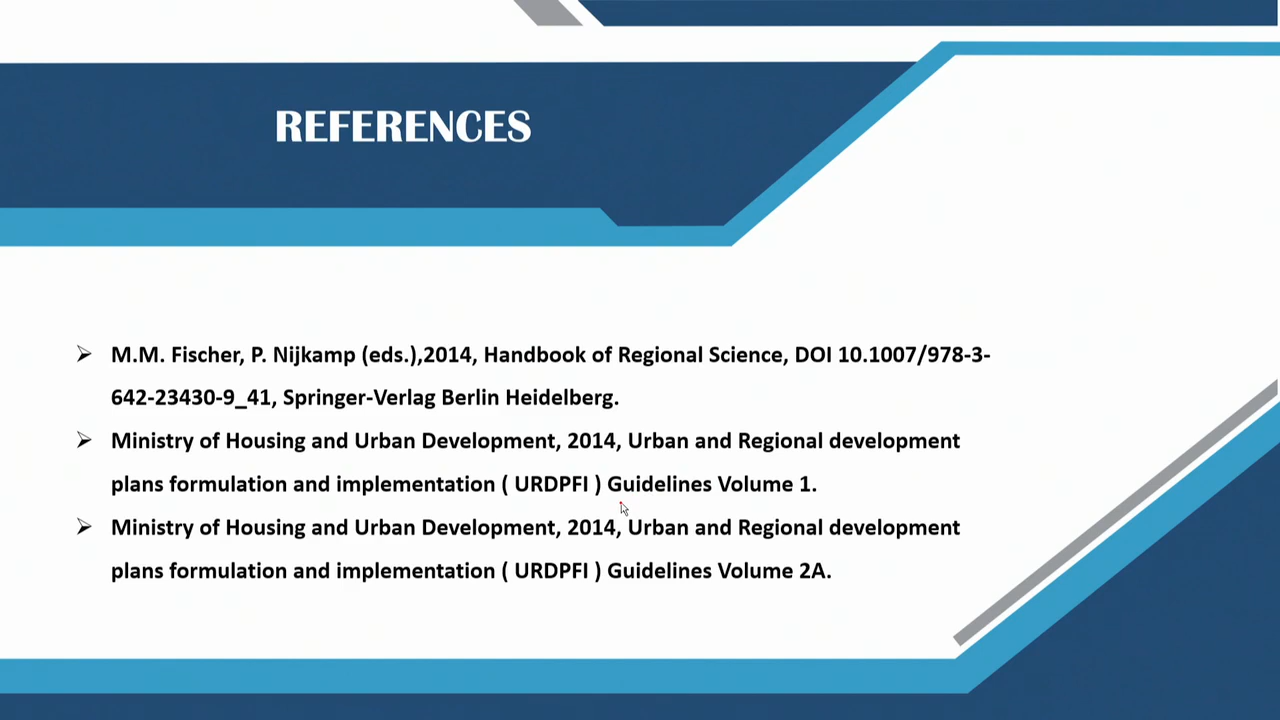 REFERENCES
➢ M.M. Fischer, P. Nijkamp (eds.),2014, Handbook of Regional Science, DOI 10.1007/978-3-
642-23430-9_41, Springer-Verlag Berlin Heidelberg.
➢ Ministry of Housing and Urban Development, 2014, Urban and Regional development
plans formulation and implementation ( URDPFI ) Guidelines Volume 1.
➢ Ministry of Housing and Urban Development, 2014, Urban and Regional development
plans formulation and implementation ( URDPFI ) Guidelines Volume 2A.